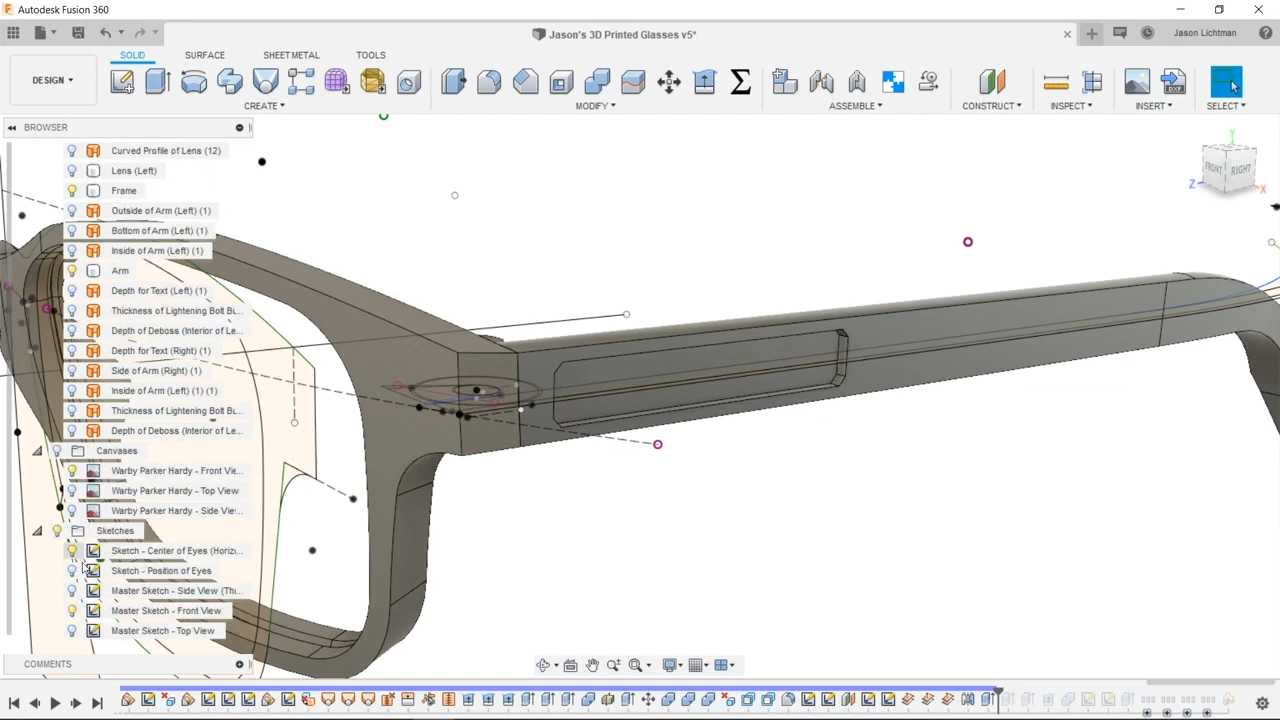 Autodesk Fusion 360
Jason's 3D Printed Glasses v5*
Jason Lichtman
SOLID SURFACE SHEET METAL TOOLS
DESIGN
CREATE MODIFY ASSEMBLE CONSTRUCT INSPECT INSERT SELECT
BROWSER
Curved Profile of Lens (12)
Lens (Left)
Frame
Outside of Arm (Left) (1)
Bottom of Arm (Left) (1)
Inside of Arm (Left) (1)
Arm
Depth for Text (Left) (1)
Thickness of Lightening Bolt Bu...
Depth of Deboss (Interior of Le...
Depth for Text (Right) (1)
Side of Arm (Right) (1)
Inside of Arm (Left) (1) (1)
Thickness of Lightening Bolt Bu...
Depth of Deboss (Interior of Le...
Canvases
Warby Parker Hardy - Front Vie...
Warby Parker Hardy - Top View
Warby Parker Hardy - Side Vie...
Sketches
Sketch - Center of Eyes (Horiz...
Sketch - Position of Eyes
Master Sketch - Side View (Thi...
Master Sketch - Front View
Master Sketch - Top View
COMMENTS
Y
FRONT RIGHT
Z X